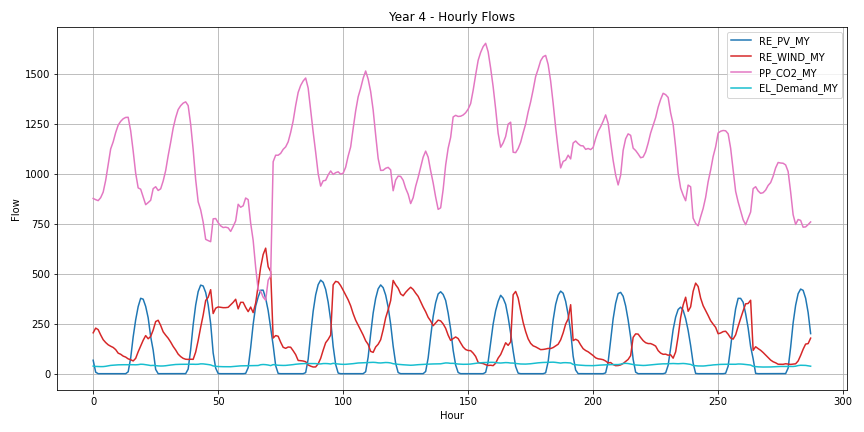 Year 4 - Hourly Flows
RE_PV_MY
RE_WIND_MY
PP_CO2_MY
EL_Demand_MY
1500
1250
1000
750
500
250
0
Flow
0 50 100 150 200 250 300
Hour